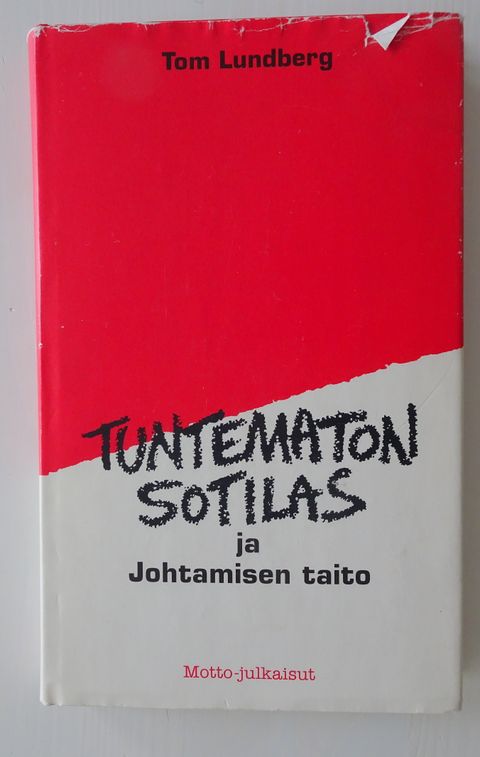 Tom Lundberg
TUNTEMATON
SOTILAS
ja
Johtamisen taito
Motto-julkaisut